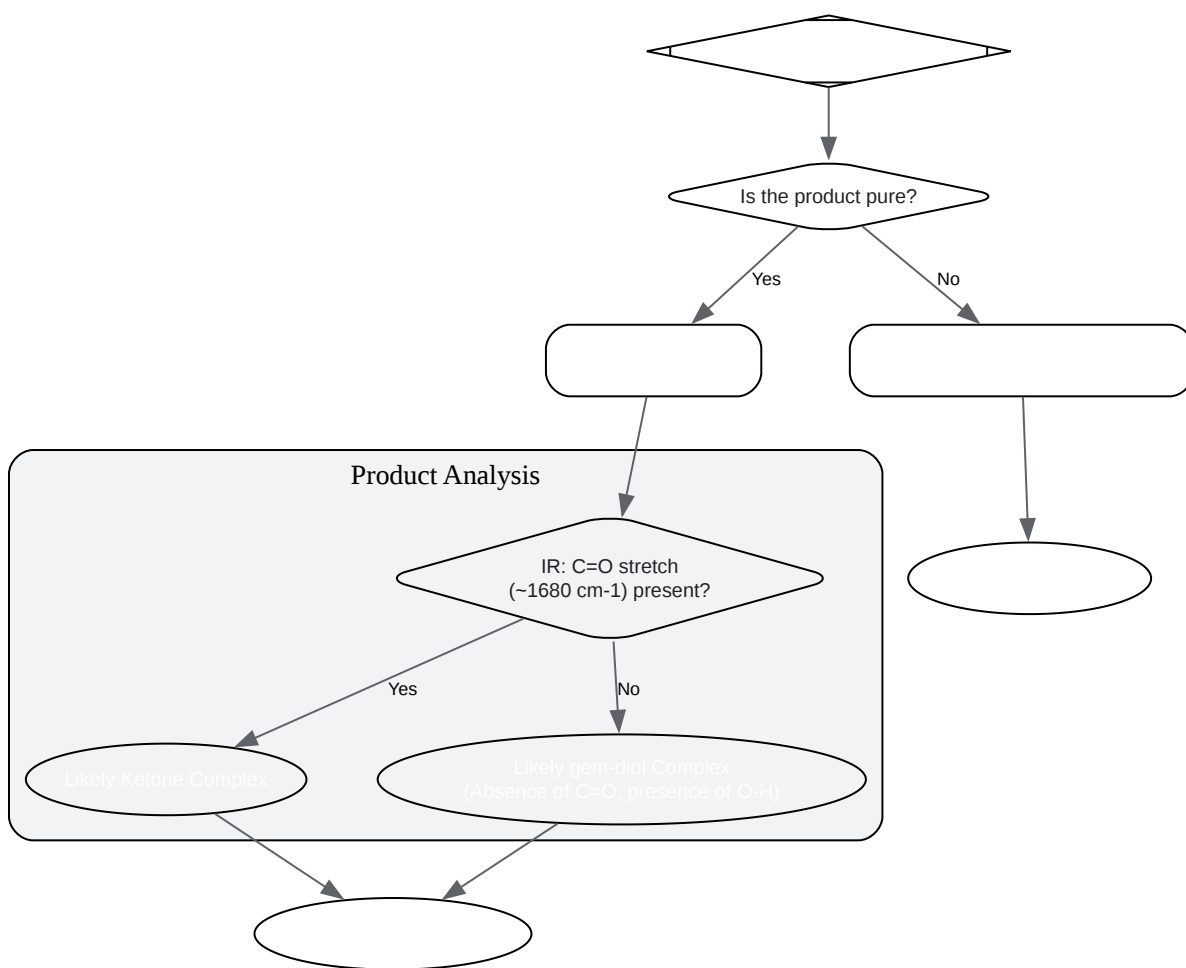 Is the product pure?
Yes
No
Product Analysis
IR: C=O stretch
(~1680 cm-1) present?
Yes
No
Likely Ketone Complex
Likely gem-diol Complex
(Absence of C=O, presence of O-H)